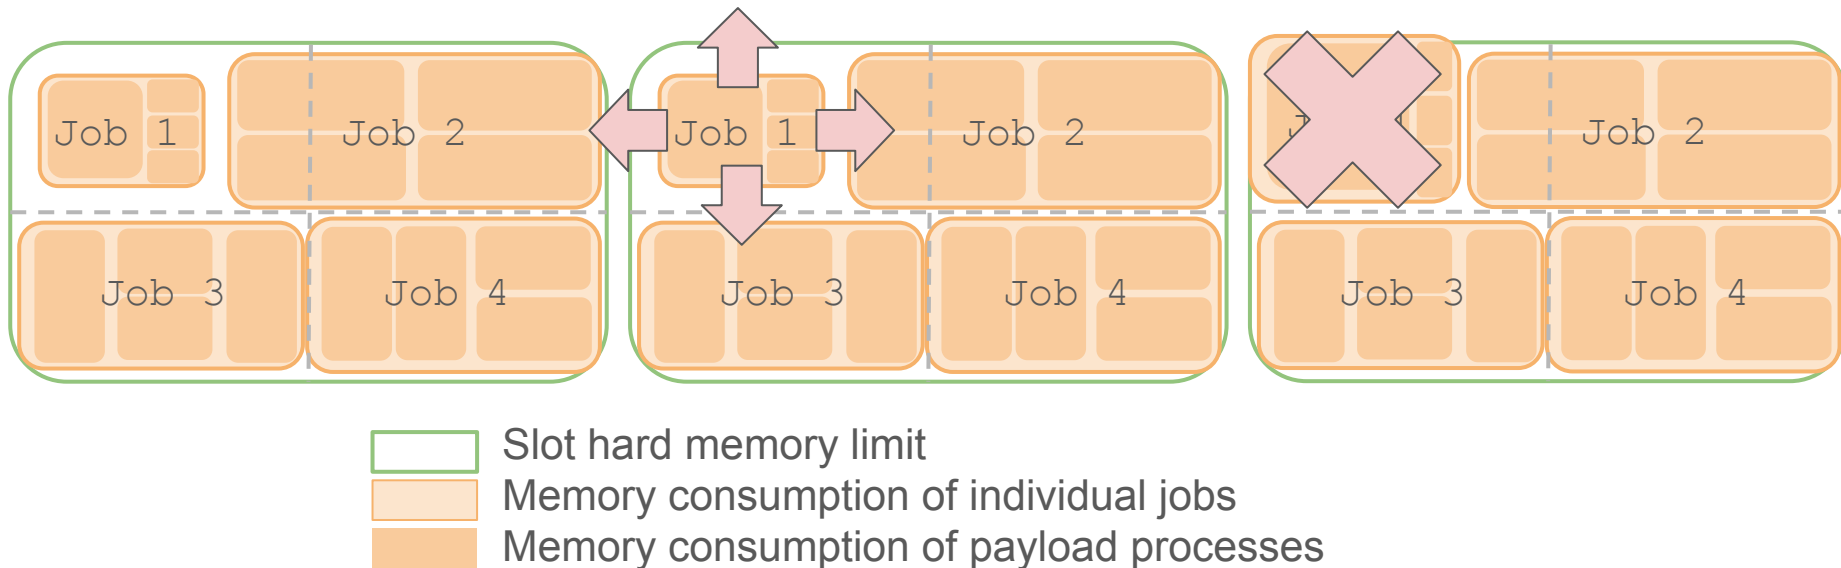 Job 1
Job 2
Job 1
Job 2
Job 2
Job 3
Job 4
Job 3
Job 4
Job 3
Job 4
Slot hard memory limit
Memory consumption of individual jobs
Memory consumption of payload processes